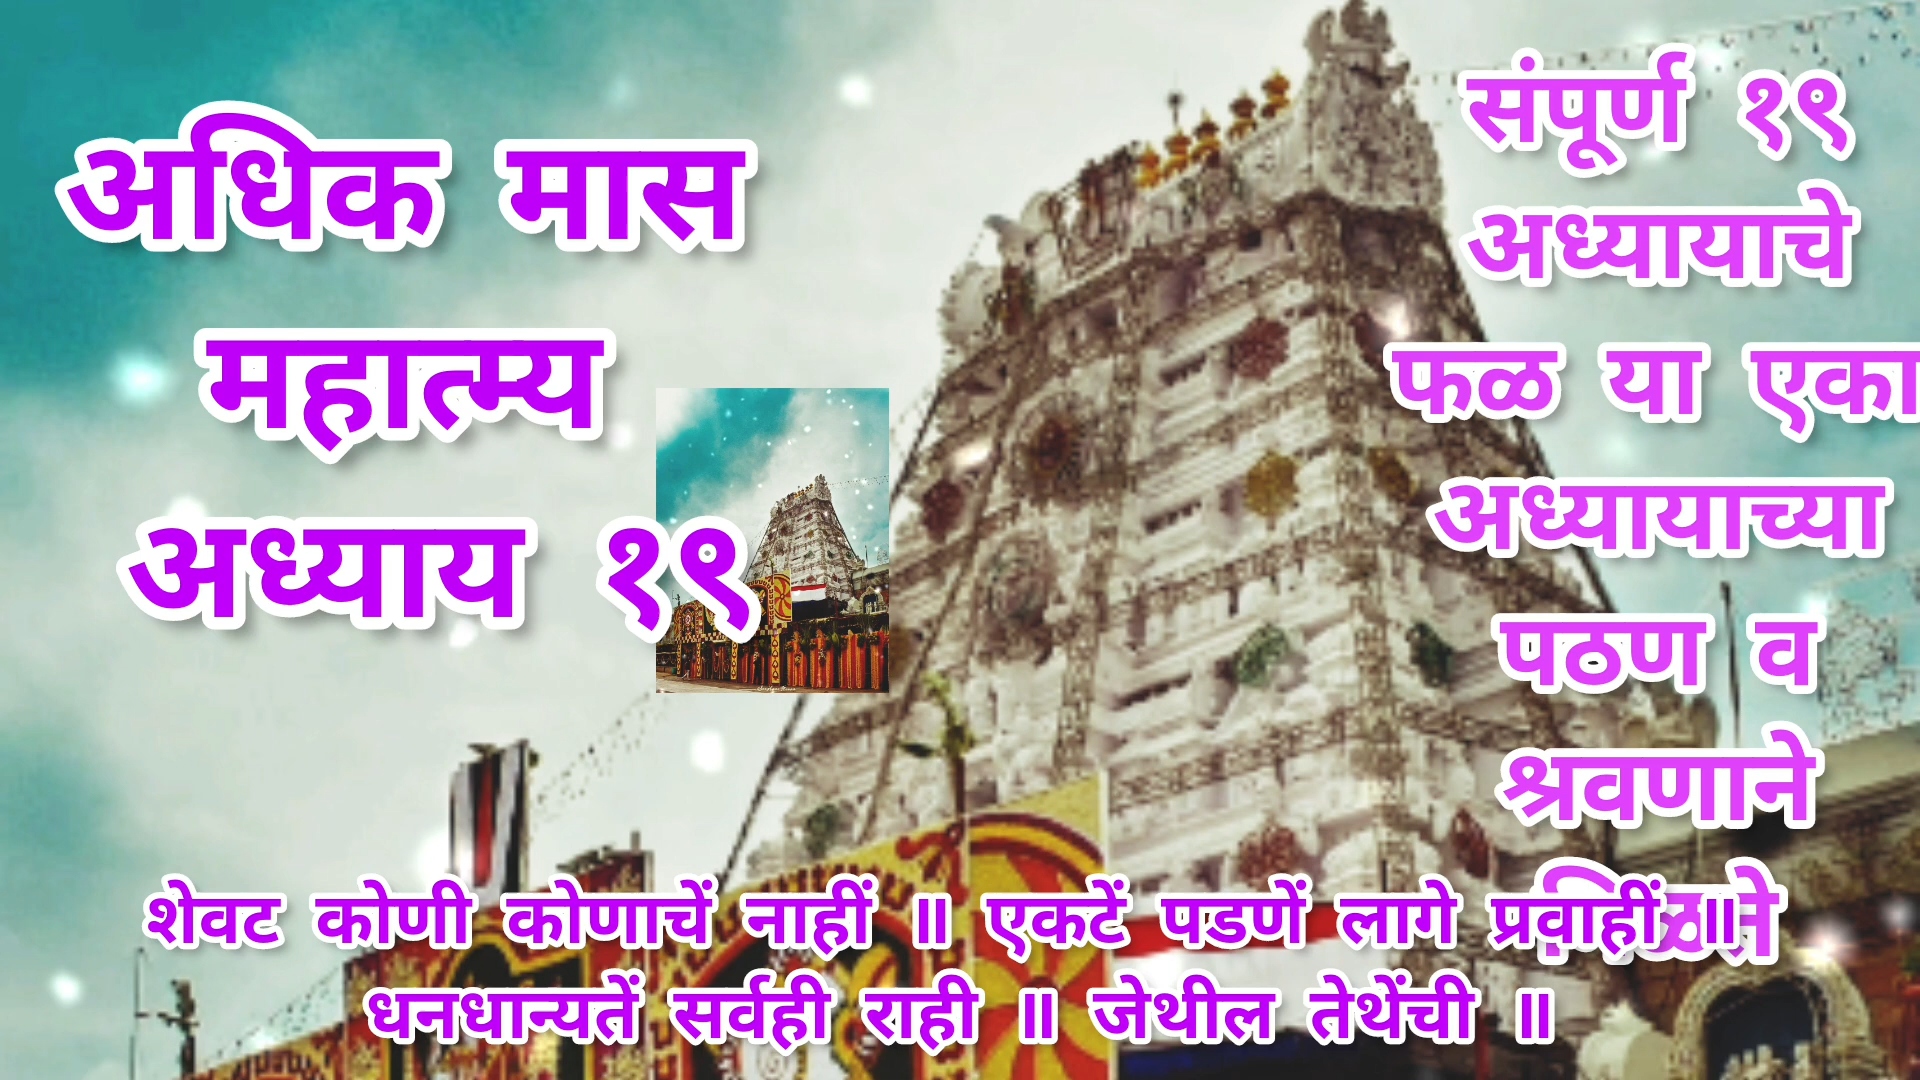 अधिक मास
महात्म्य
अध्याय १९
संपूर्ण १९
अध्यायाचे
फळ या एका
अध्यायाच्या
पठण व
श्रवणाने
शेवट कोणी कोणाचें नाहीं ॥ एकटें पडणें लागे प्रवाहीं ॥
धनधान्यतें सर्वही राही ॥ जेथील तेथेंची ॥